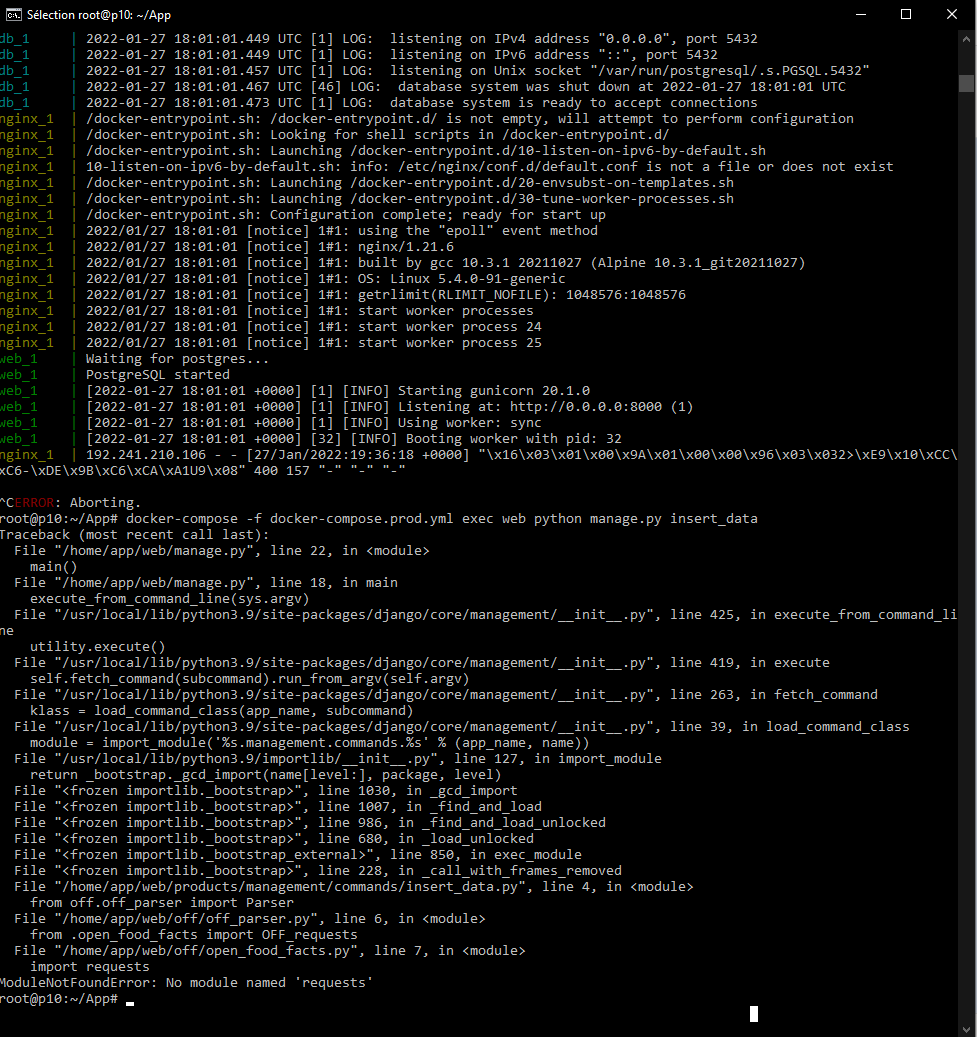 Sélection root@p10: ~/App
db_1 | 2022-01-27 18:01:01.449 UTC [1] LOG: listening on IPv4 address "0.0.0.0", port 5432
db_1 | 2022-01-27 18:01:01.449 UTC [1] LOG: listening on IPv6 address "::", port 5432
db_1 | 2022-01-27 18:01:01.457 UTC [1] LOG: listening on Unix socket "/var/run/postgresql/.s.PGSQL.5432"
db_1 | 2022-01-27 18:01:01.467 UTC [46] LOG: database system was shut down at 2022-01-27 18:01:01 UTC
db_1 | 2022-01-27 18:01:01.473 UTC [1] LOG: database system is ready to accept connections
nginx_1 | /docker-entrypoint.sh: /docker-entrypoint.d/ is not empty, will attempt to perform configuration
nginx_1 | /docker-entrypoint.sh: Looking for shell scripts in /docker-entrypoint.d/
nginx_1 | /docker-entrypoint.sh: Launching /docker-entrypoint.d/10-listen-on-ipv6-by-default.sh
nginx_1 | 10-listen-on-ipv6-by-default.sh: info: /etc/nginx/conf.d/default.conf is not a file or does not exist
nginx_1 | /docker-entrypoint.sh: Launching /docker-entrypoint.d/20-envsubst-on-templates.sh
nginx_1 | /docker-entrypoint.sh: Launching /docker-entrypoint.d/30-tune-worker-processes.sh
nginx_1 | /docker-entrypoint.sh: Configuration complete; ready for start up
nginx_1 | 2022/01/27 18:01:01 [notice] 1#1: using the "epoll" event method
nginx_1 | 2022/01/27 18:01:01 [notice] 1#1: nginx/1.21.6
nginx_1 | 2022/01/27 18:01:01 [notice] 1#1: built by gcc 10.3.1 20211027 (Alpine 10.3.1_git20211027)
nginx_1 | 2022/01/27 18:01:01 [notice] 1#1: OS: Linux 5.4.0-91-generic
nginx_1 | 2022/01/27 18:01:01 [notice] 1#1: getrlimit(RLIMIT_NOFILE): 1048576:1048576
nginx_1 | 2022/01/27 18:01:01 [notice] 1#1: start worker processes
nginx_1 | 2022/01/27 18:01:01 [notice] 1#1: start worker process 24
nginx_1 | 2022/01/27 18:01:01 [notice] 1#1: start worker process 25
web_1 | Waiting for postgres...
web_1 | PostgreSQL started
web_1 | [2022-01-27 18:01:01 +0000] [1] [INFO] Starting gunicorn 20.1.0
web_1 | [2022-01-27 18:01:01 +0000] [1] [INFO] Listening at: http://0.0.0.0:8000 (1)
web_1 | [2022-01-27 18:01:01 +0000] [1] [INFO] Using worker: sync
web_1 | [2022-01-27 18:01:01 +0000] [32] [INFO] Booting worker with pid: 32
nginx_1 | 192.241.210.106 - - [27/Jan/2022:19:36:18 +0000] "\x16\x03\x01\x00\x9A\x01\x00\x00\x96\x03\x032>\xE9\x10\xCC\
xC6-\xDE\x9B\xC6\xCA\xA1U9\x08" 400 157 "-" "-" "-"
^CERROR: Aborting.
root@p10:~/App# docker-compose -f docker-compose.prod.yml exec web python manage.py insert_data
Traceback (most recent call last):
File "/home/app/web/manage.py", line 22, in <module>
main()
File "/home/app/web/manage.py", line 18, in main
execute_from_command_line(sys.argv)
File "/usr/local/lib/python3.9/site-packages/django/core/management/__init__.py", line 425, in execute_from_command_li
ne
utility.execute()
File "/usr/local/lib/python3.9/site-packages/django/core/management/__init__.py", line 419, in execute
self.fetch_command(subcommand).run_from_argv(self.argv)
File "/usr/local/lib/python3.9/site-packages/django/core/management/__init__.py", line 263, in fetch_command
klass = load_command_class(app_name, subcommand)
File "/usr/local/lib/python3.9/site-packages/django/core/management/__init__.py", line 39, in load_command_class
module = import_module('%s.management.commands.%s' % (app_name, name))
File "/usr/local/lib/python3.9/importlib/__init__.py", line 127, in import_module
return _bootstrap._gcd_import(name[level:], package, level)
File "<frozen importlib._bootstrap>", line 1030, in _gcd_import
File "<frozen importlib._bootstrap>", line 1007, in _find_and_load
File "<frozen importlib._bootstrap>", line 986, in _find_and_load_unlocked
File "<frozen importlib._bootstrap>", line 680, in _load_unlocked
File "<frozen importlib._bootstrap_external>", line 850, in exec_module
File "<frozen importlib._bootstrap>", line 228, in _call_with_frames_removed
File "/home/app/web/products/management/commands/insert_data.py", line 4, in <module>
from off.off_parser import Parser
File "/home/app/web/off/off_parser.py", line 6, in <module>
from .open_food_facts import OFF_requests
File "/home/app/web/off/open_food_facts.py", line 7, in <module>
import requests
ModuleNotFoundError: No module named 'requests'
root@p10:~/App#